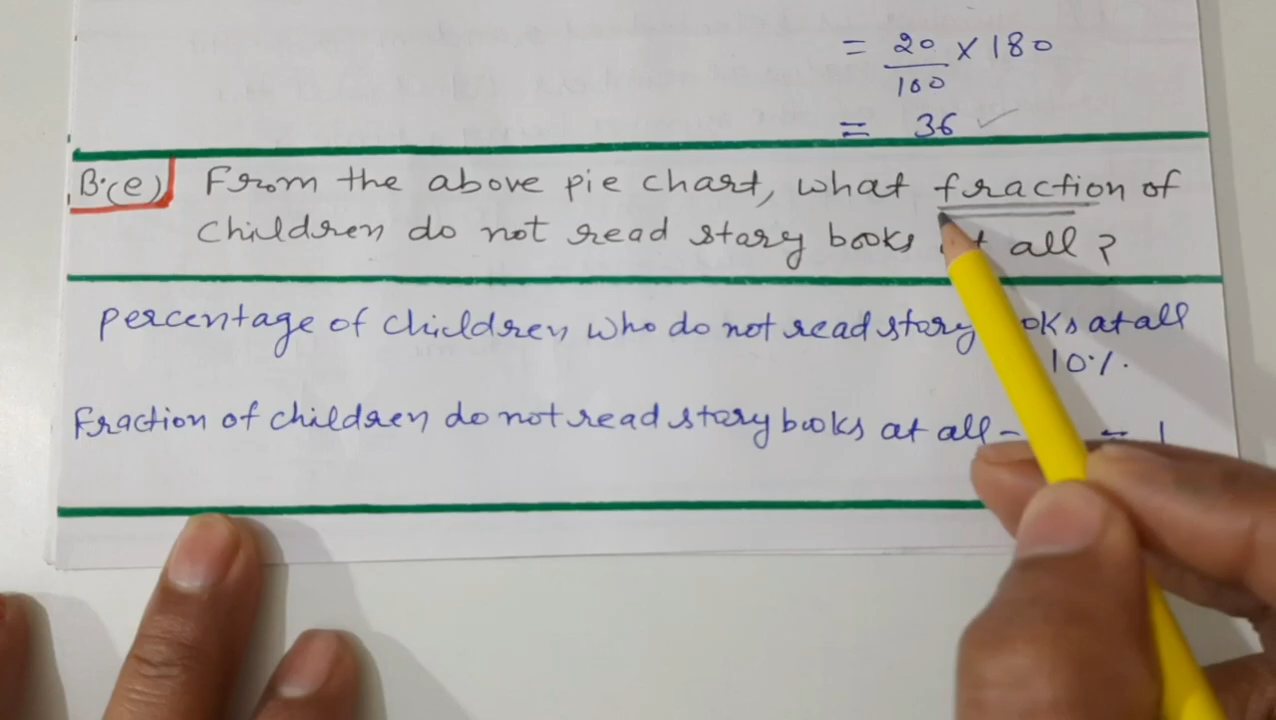 = 20/100 × 180
= 36 ✓
B.(e) From the above pie chart, what fraction of
children do not read story books at all ?
percentage of children who do not read story books at all
10%.
Fraction of children do not read story books at all - = 1